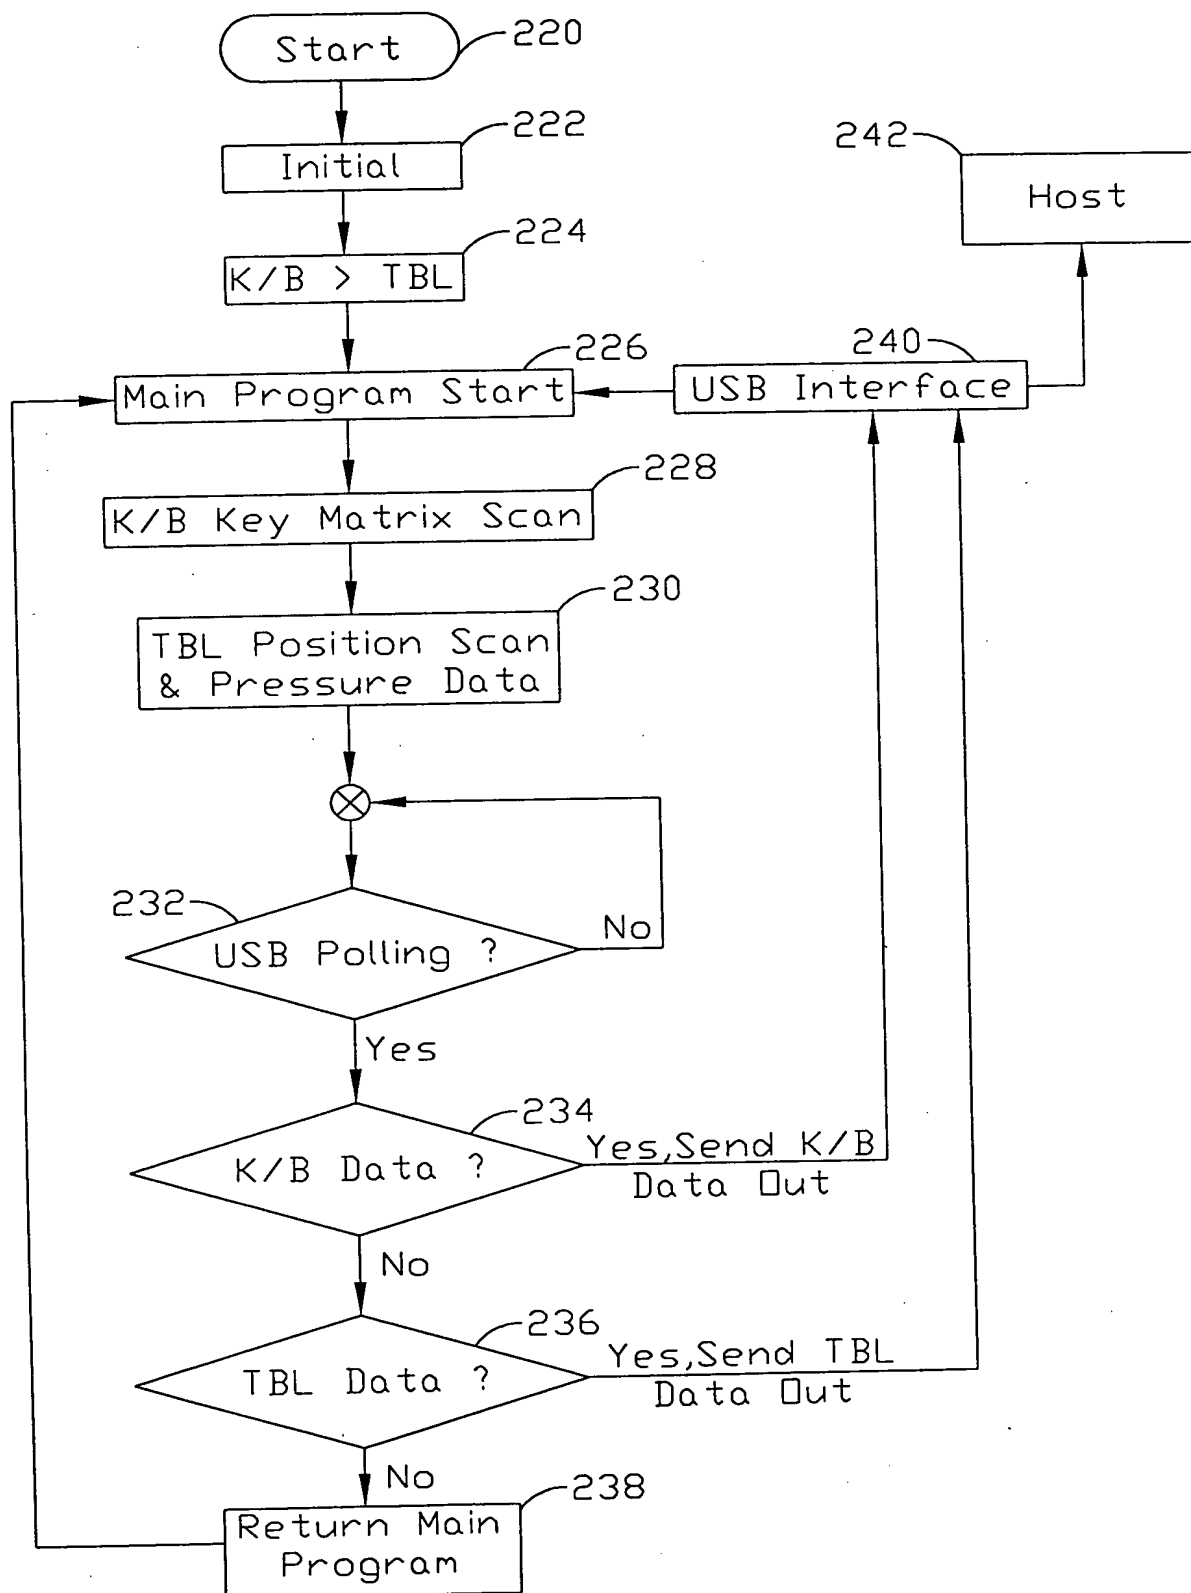 Start
220
222
Initial
242
Host
224
K/B > TBL
226
Main Program Start
240
USB Interface
228
K/B Key Matrix Scan
230
TBL Position Scan
& Pressure Data
232
USB Polling ?
No
Yes
234
K/B Data ?
Yes,Send K/B
Data Out
No
236
TBL Data ?
Yes,Send TBL
Data Out
No
238
Return Main
Program